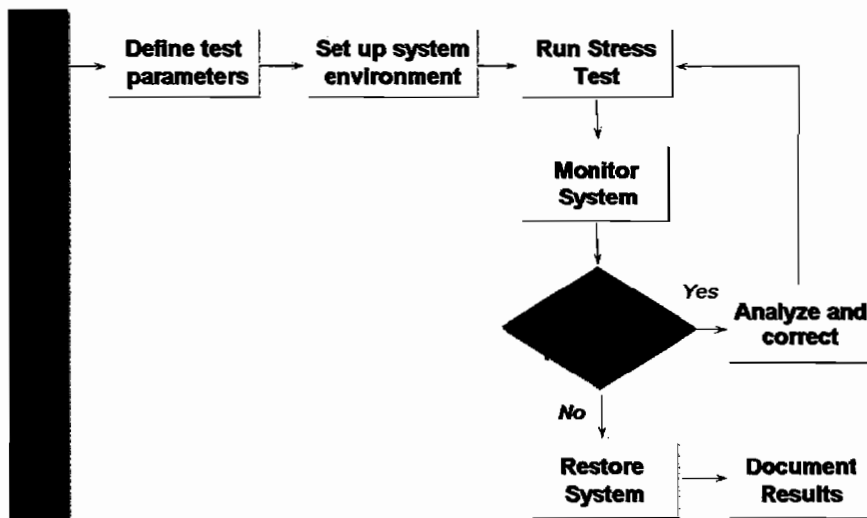 Define test
parameters
Set up system
environment
Run Stress
Test
Monitor
System
Yes
Analyze and
correct
No
Restore
System
Document
Results